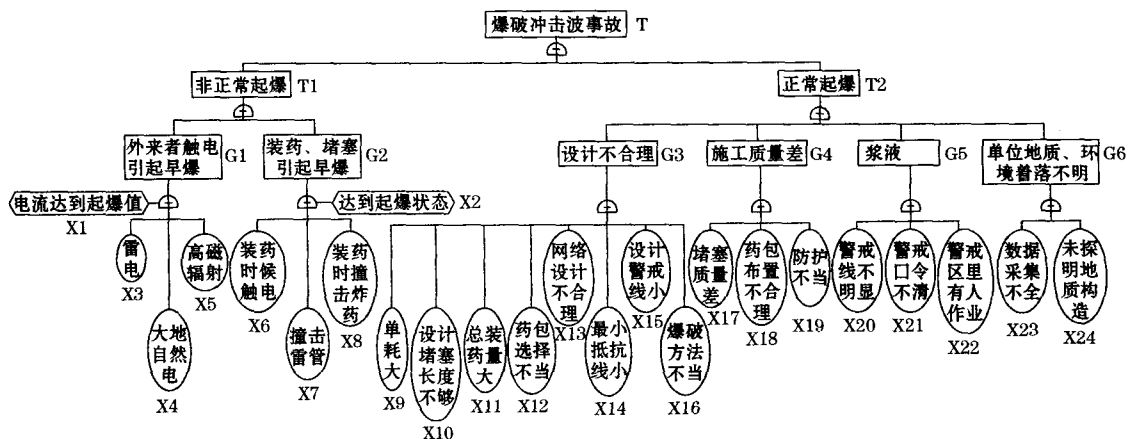 爆破冲击波事故 T
非正常起爆 T1
正常起爆 T2
外来者触电
引起早爆
G1
装药、堵塞
引起早爆
G2
设计不合理 G3
施工质量差 G4
浆液 G5
单位地质、环
境着落不明
G6
电流达到起爆值
X1
达到起爆状态 X2
雷
电
X3
大地
自然
电
X4
高磁
辐射
X5
装药
时候
触电
X6
撞击
雷管
X7
装药
时撞
击炸
药
X8
单
耗
大
X9
设计
堵塞
长度
不够
X10
总装
药量
大
X11
药包
选择
不当
X12
网络
设计
不合
理
X13
最小
抵抗
线小
X14
设计
警戒
线小
X15
爆破
方法
不当
X16
堵塞
质量
差
X17
药包
布置
不合
理
X18
防护
不当
X19
警戒
线不
明显
X20
警戒
口令
不清
X21
警戒
区里
有人
作业
X22
数据
采集
不全
X23
未探
明地
质构
造
X24